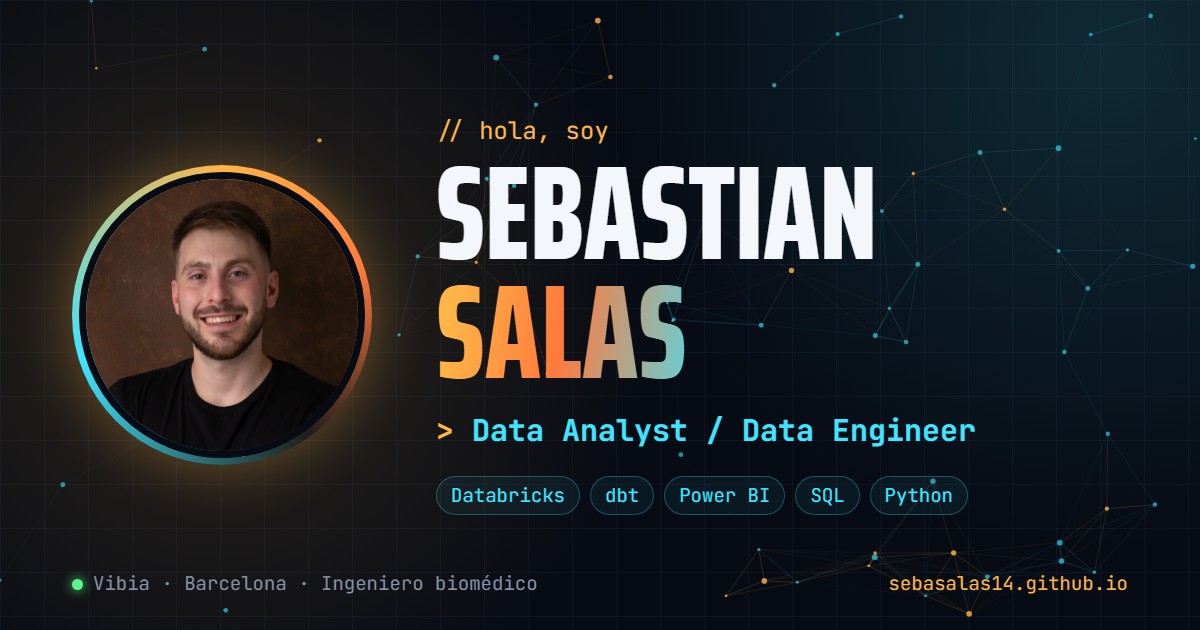 // hola, soy
SEBASTIAN
SALAS
> Data Analyst / Data Engineer
Databricks dbt Power BI SQL Python
Vibia · Barcelona · Ingeniero biomédico
sebasalas14.github.io